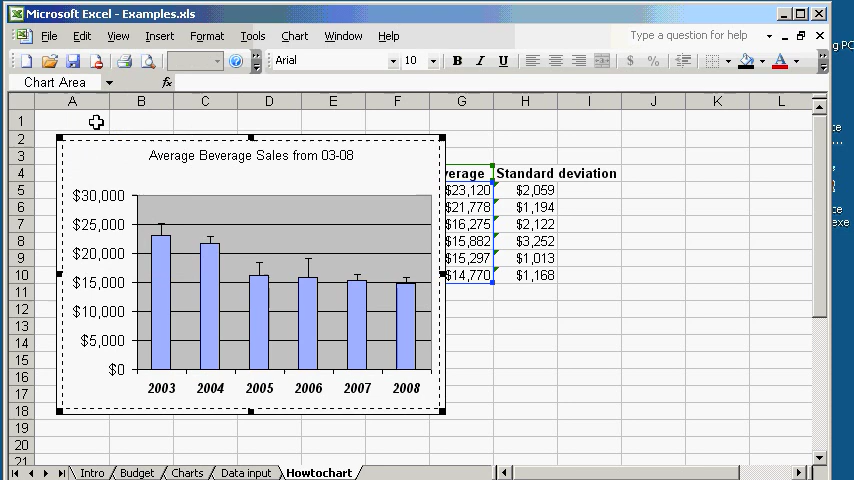 Microsoft Excel - Examples.xls
File Edit View Insert Format Tools Chart Window Help Type a question for help
Arial 10 B I U $ % A
Chart Area fx
A B C D E F G H I J K L
1
2
3
4 verage Standard deviation
5 $23,120 $2,059
6 $21,778 $1,194
7 $16,275 $2,122
8 $15,882 $3,252
9 $15,297 $1,013
10 $14,770 $1,168
11
12
13
14
15
16
17
18
19
20
21
Average Beverage Sales from 03-08
$30,000
$25,000
$20,000
$15,000
$10,000
$5,000
$0
2003 2004 2005 2006 2007 2008
Intro Budget Charts Data input Howtochart
g PC
ce
...
ce
exe